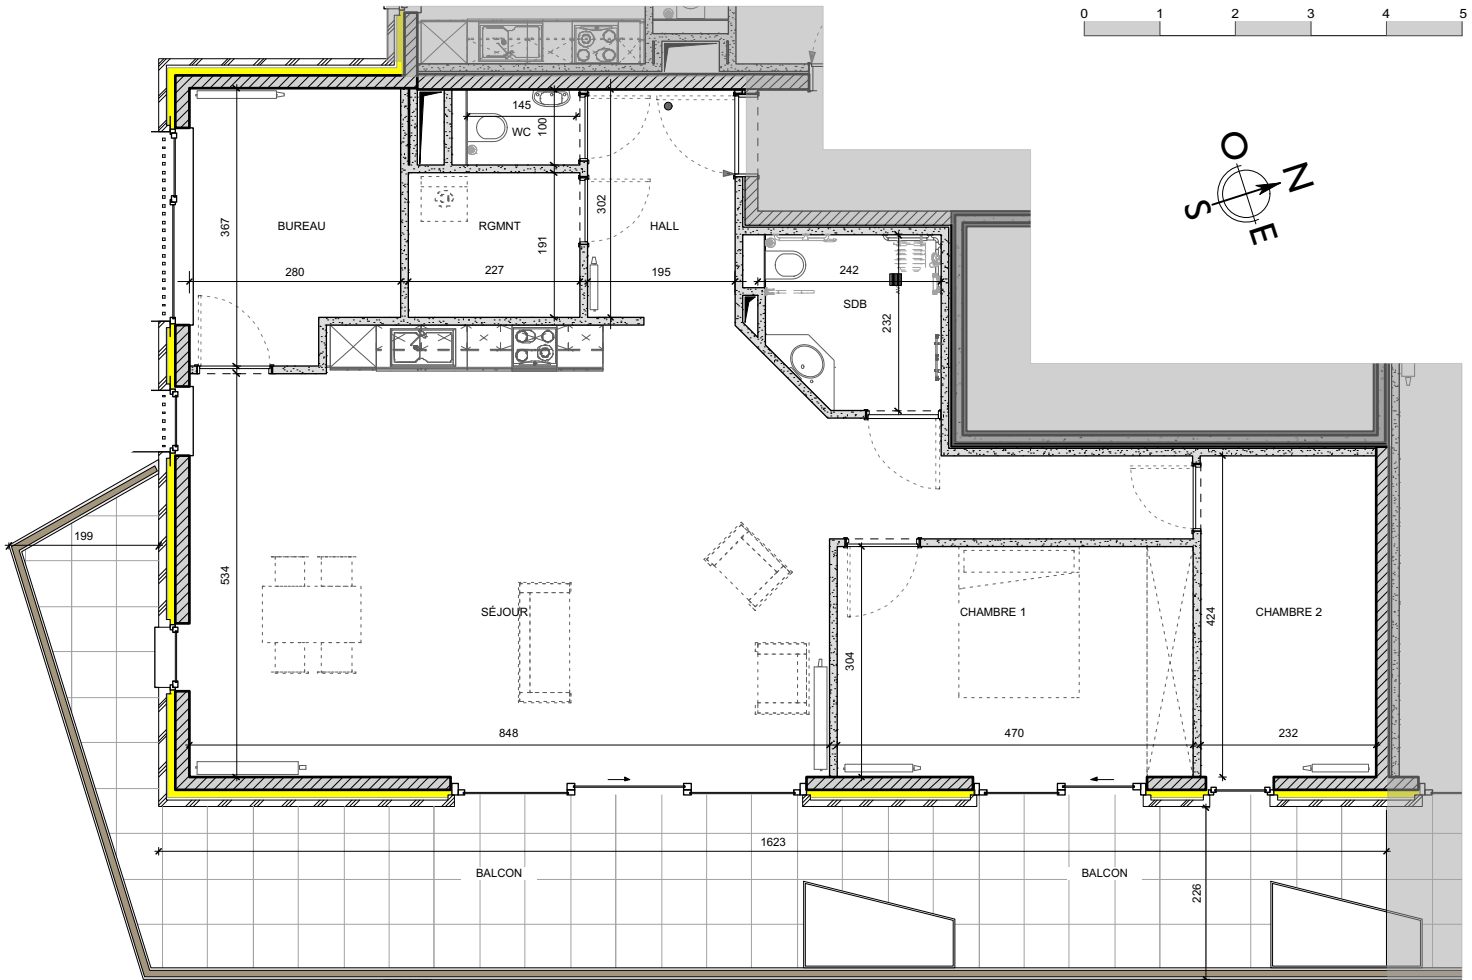 0 1 2 3 4 5
O
N
S
E
145
WC
100
367
BUREAU
RGMNT
302
HALL
191
280
227
195
242
SDB
232
199
534
SÉJOUR
CHAMBRE 1
424
CHAMBRE 2
304
848
470
232
1623
BALCON
BALCON
226